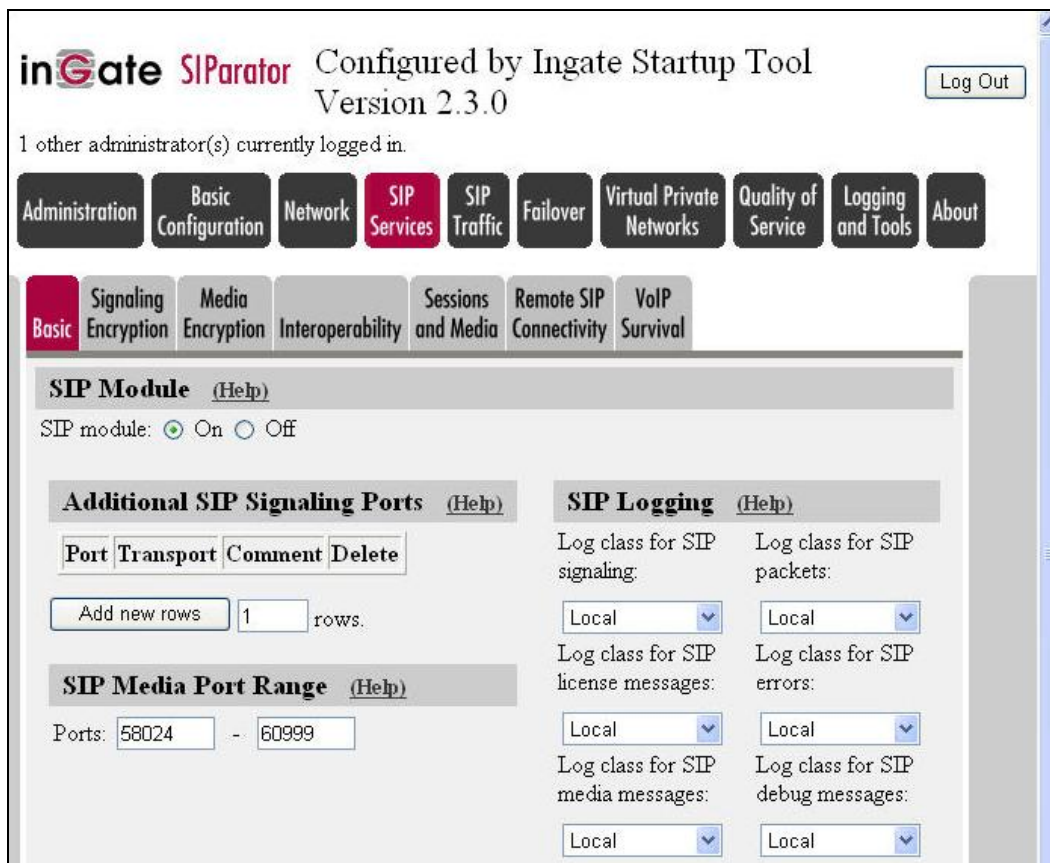 inGate SIParator Configured by Ingate Startup Tool
Version 2.3.0
Log Out
1 other administrator(s) currently logged in.
Administration
Basic
Configuration
Network
SIP
Services
SIP
Traffic
Failover
Virtual Private
Networks
Quality of
Service
Logging
and Tools
About
Basic
Signaling
Encryption
Media
Encryption
Interoperability
Sessions
and Media
Remote SIP
Connectivity
VoIP
Survival
SIP Module (Help)
SIP module: On Off
Additional SIP Signaling Ports (Help)
Port Transport Comment Delete
Add new rows 1 rows.
SIP Media Port Range (Help)
Ports: 58024 - 60999
SIP Logging (Help)
Log class for SIP
signaling:
Local
Log class for SIP
packets:
Local
Log class for SIP
license messages:
Local
Log class for SIP
errors:
Local
Log class for SIP
media messages:
Local
Log class for SIP
debug messages:
Local